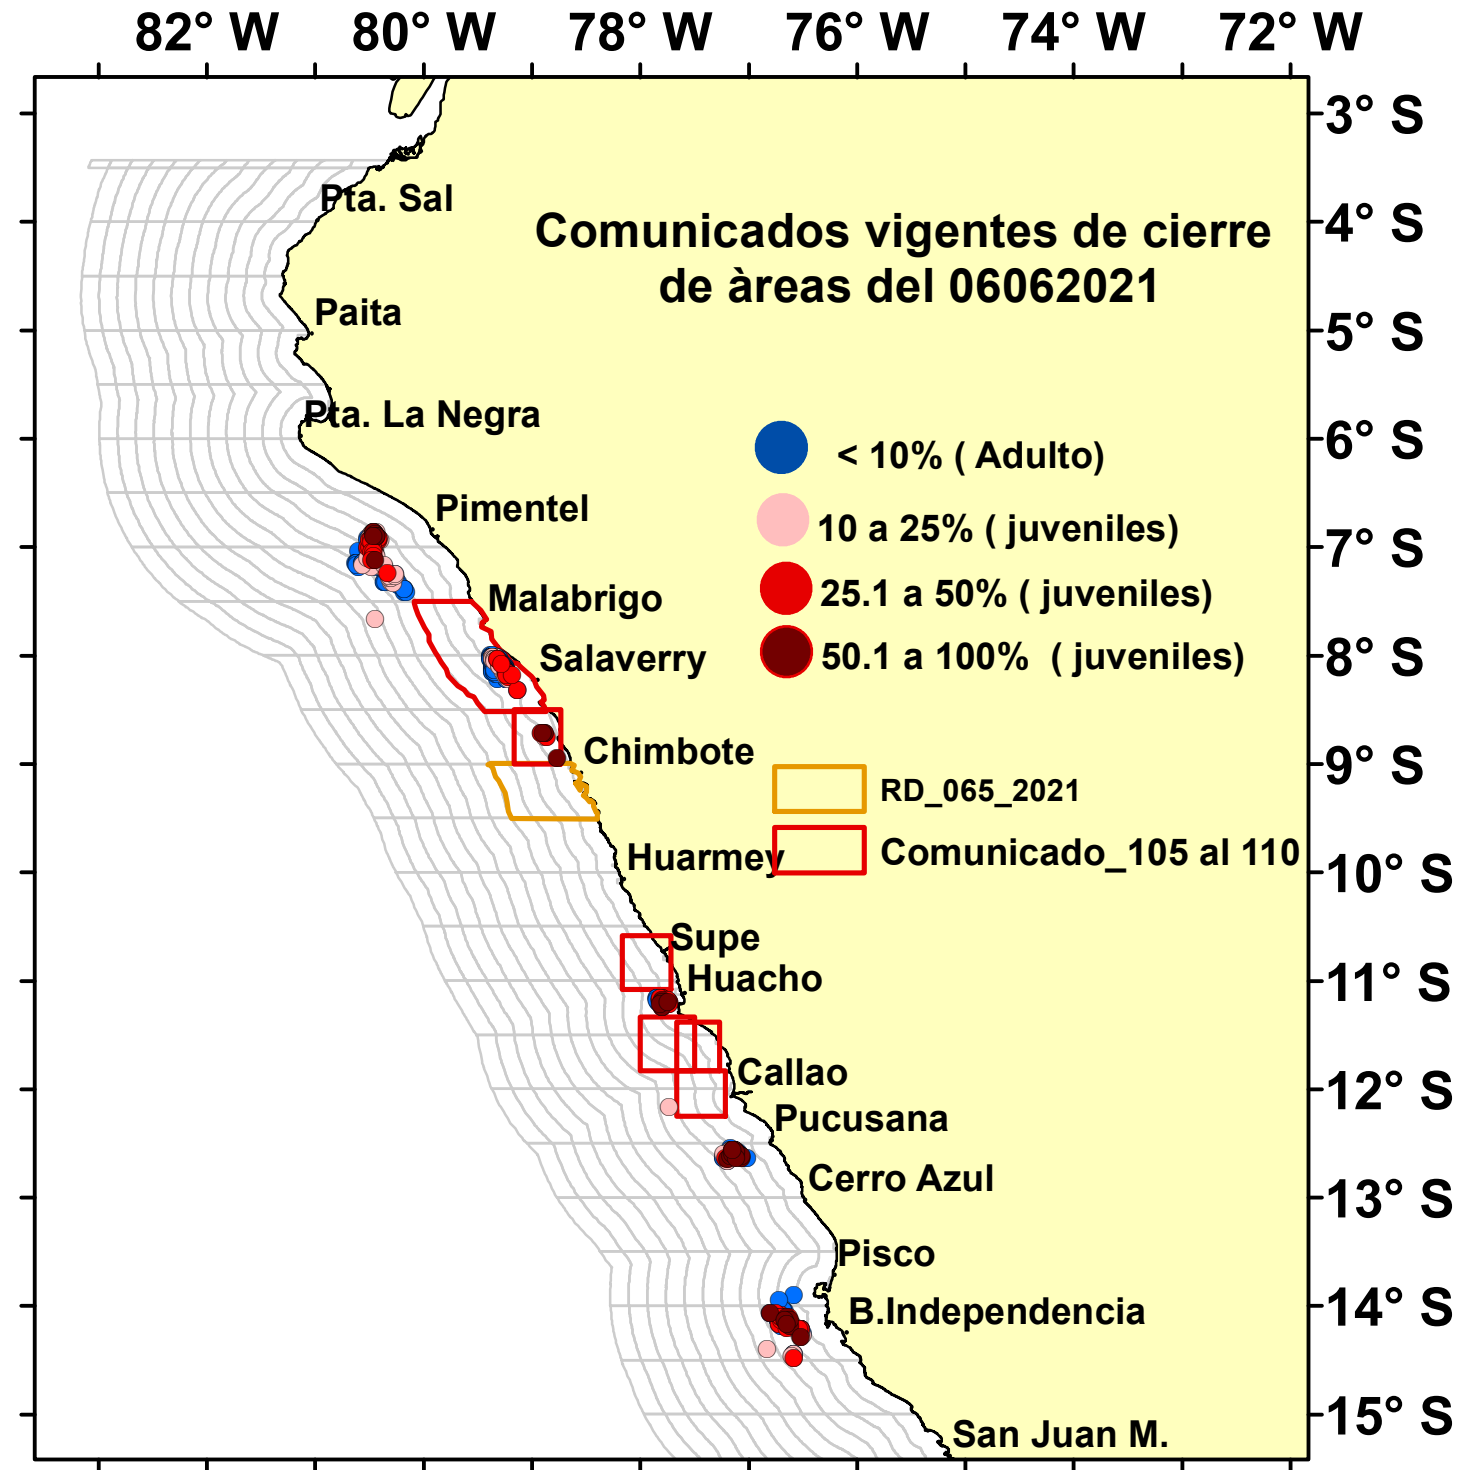 82° W 80° W 78° W 76° W 74° W 72° W
3° S
Pta. Sal
4° S
Comunicados vigentes de cierre
de àreas del 06062021
Paita
5° S
Pta. La Negra
6° S
< 10% ( Adulto)
Pimentel
10 a 25% ( juveniles)
7° S
Malabrigo
25.1 a 50% ( juveniles)
Salaverry
50.1 a 100% ( juveniles)
8° S
Chimbote
9° S
RD_065_2021
Huarmey
Comunicado_105 al 110
10° S
Supe
Huacho
11° S
Callao
12° S
Pucusana
Cerro Azul
13° S
Pisco
B.Independencia
14° S
15° S
San Juan M.